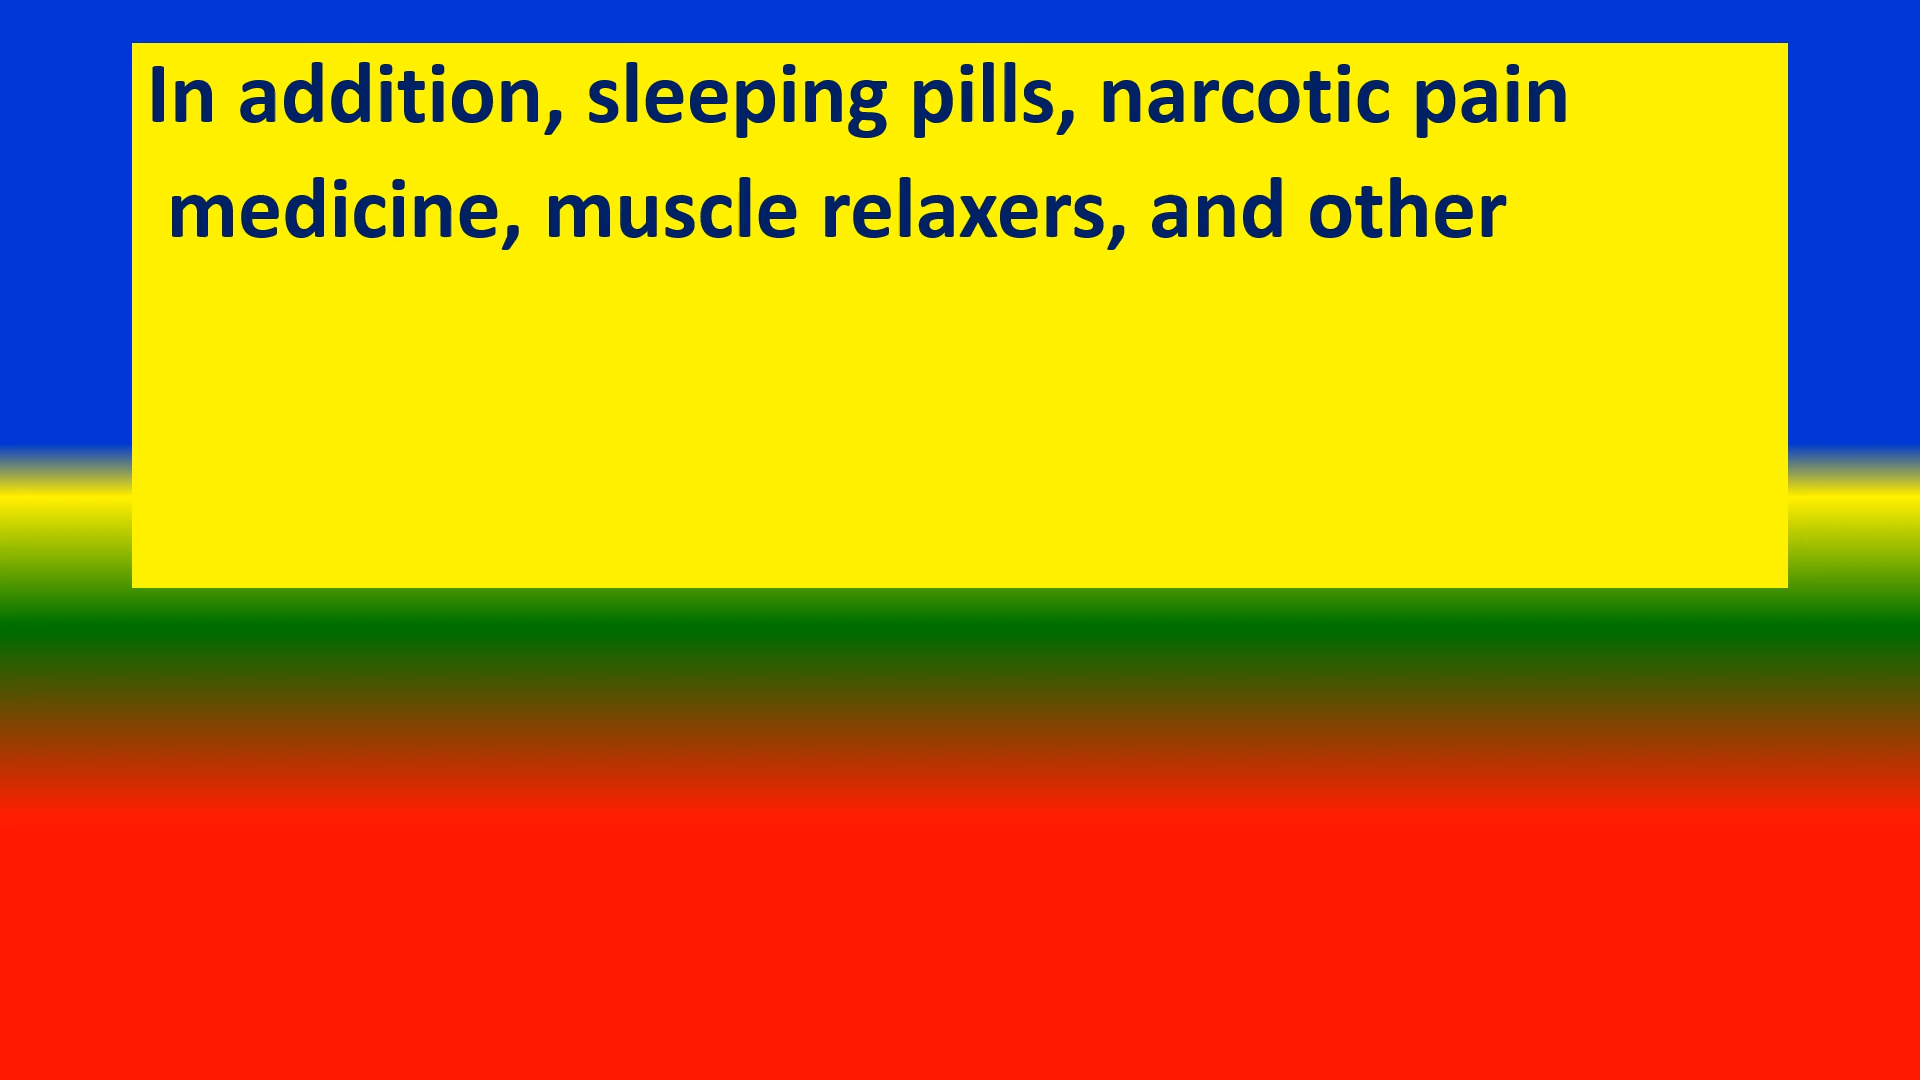 In addition, sleeping pills, narcotic pain
medicine, muscle relaxers, and other